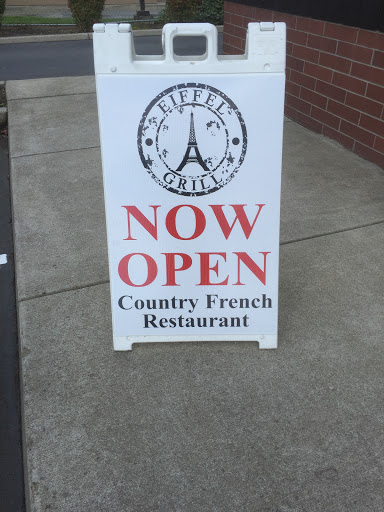 EIFFEL
GRILL
NOW
OPEN
Country French
Restaurant